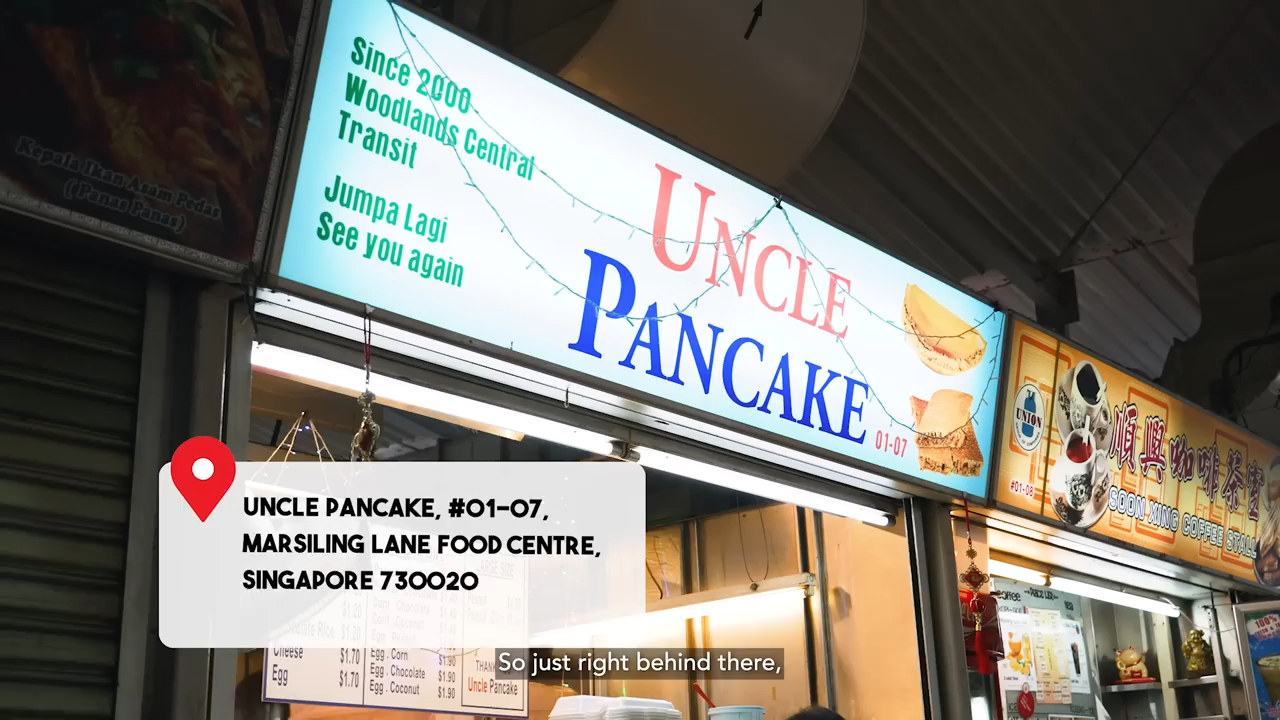 Kepala Ikan Asam Pedas
(Panas Panas)
Since 2000
Woodlands Central
Transit
Jumpa Lagi
See you again
UNCLE
PANCAKE
01-07
UNION
#01-08
順興咖啡茶室
SOON XING COFFEE STALL
UNCLE PANCAKE, #01-07,
MARSILING LANE FOOD CENTRE,
SINGAPORE 730020
Cheese $1.70
Egg $1.70
Egg . Corn $1.90
Egg . Chocolate $1.90
Egg . Coconut $1.90
Uncle Pancake
Coffee
100%
So just right behind there,